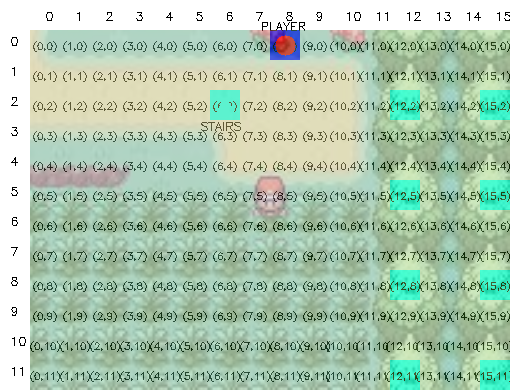 0 1 2 3 4 5 6 7 8 9 10 11 12 13 14 15
PLAYER
0 (0,0) (1,0) (2,0) (3,0) (4,0) (5,0) (6,0) (7,0) (9,0) (10,0) (11,0) (12,0) (13,0) (14,0) (15,0)
1 (0,1) (1,1) (2,1) (3,1) (4,1) (5,1) (6,1) (7,1) (8,1) (9,1) (10,1) (11,1) (12,1) (13,1) (14,1) (15,1)
2 (0,2) (1,2) (2,2) (3,2) (4,2) (5,2) (7,2) (8,2) (9,2) (10,2) (11,2) (12,2) (13,2) (14,2) (15,2)
STAIRS
3 (0,3) (1,3) (2,3) (3,3) (4,3) (5,3) (6,3) (7,3) (8,3) (9,3) (10,3) (11,3) (12,3) (13,3) (14,3) (15,3)
4 (0,4) (1,4) (2,4) (3,4) (4,4) (5,4) (6,4) (7,4) (8,4) (9,4) (10,4) (11,4) (12,4) (13,4) (14,4) (15,4)
5 (0,5) (1,5) (2,5) (3,5) (4,5) (5,5) (6,5) (7,5) (8,5) (9,5) (10,5) (11,5) (12,5) (13,5) (14,5) (15,5)
6 (0,6) (1,6) (2,6) (3,6) (4,6) (5,6) (6,6) (7,6) (8,6) (9,6) (10,6) (11,6) (12,6) (13,6) (14,6) (15,6)
7 (0,7) (1,7) (2,7) (3,7) (4,7) (5,7) (6,7) (7,7) (8,7) (9,7) (10,7) (11,7) (12,7) (13,7) (14,7) (15,7)
8 (0,8) (1,8) (2,8) (3,8) (4,8) (5,8) (6,8) (7,8) (8,8) (9,8) (10,8) (11,8) (12,8) (13,8) (14,8) (15,8)
9 (0,9) (1,9) (2,9) (3,9) (4,9) (5,9) (6,9) (7,9) (8,9) (9,9) (10,9) (11,9) (12,9) (13,9) (14,9) (15,9)
10 (0,10) (1,10) (2,10) (3,10) (4,10) (5,10) (6,10) (7,10) (8,10) (9,10) (10,10) (11,10) (12,10) (13,10) (14,10) (15,10)
11 (0,11) (1,11) (2,11) (3,11) (4,11) (5,11) (6,11) (7,11) (8,11) (9,11) (10,11) (11,11) (12,11) (13,11) (14,11) (15,11)